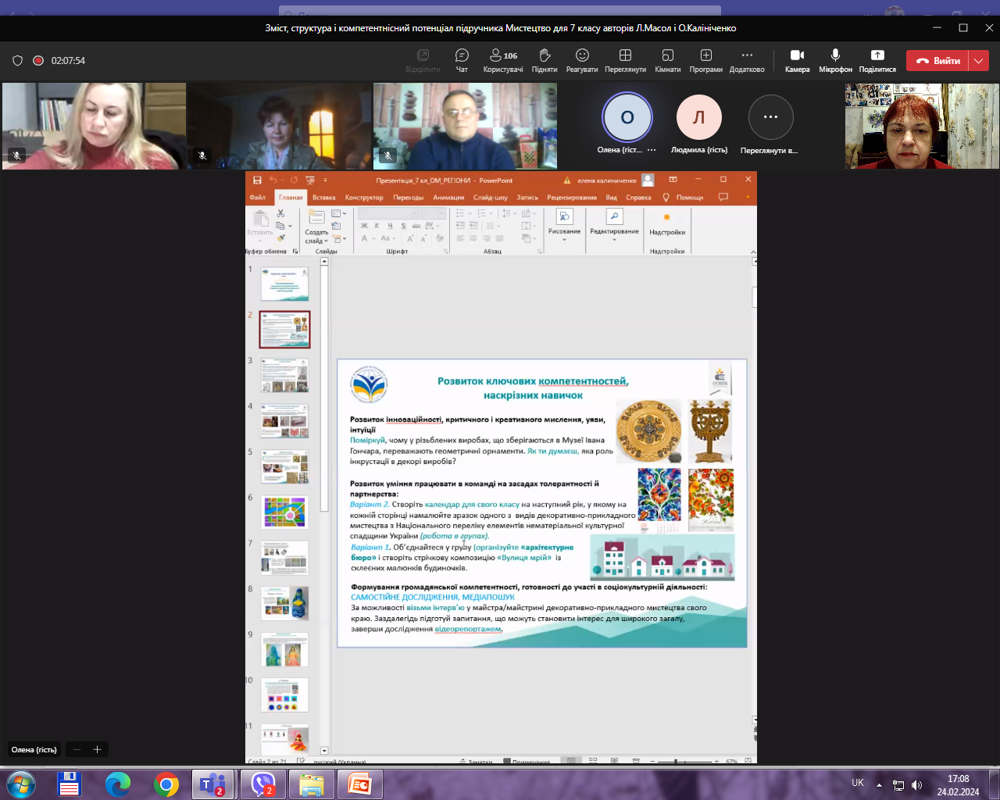 Зміст, структура і компетентнісний потенціал підручника Мистецтво для 7 класу авторів Л.Масол і О.Калініченко
02:07:54
Відкріпити
Чат
106
Користувачі
Підняти
Реагувати
Переглянути
Кімнати
Програми
Додатково
Камера
Мікрофон
Поділитися
Вийти
О
Олена (гіст...
Л
Людмила (гість)
Переглянути в...
Презентація_7 кл_ОМ_РЕГІОНИ - PowerPoint
елена калиниченко
Файл
Главная
Вставка
Конструктор
Переходы
Анимация
Слайд-шоу
Запись
Рецензирование
Вид
Справка
Помощн
Вставить
Создать
слайд
Рисование
Редактирование
Надстройки
Буфер обмена
Слайды
Шрифт
Абзац
Надстройки
1
2
3
4
5
6
7
8
9
10
11
Розвиток ключових компетентностей,
наскрізних навичок
ОСВІТА
Розвиток інноваційності, критичного і креативного мислення, уяви,
інтуїції
Поміркуй, чому у різьблених виробах, що зберігаються в Музеї Івана
Гончара, переважають геометричні орнаменти. Як ти думаєш, яка роль
інкрустації в декорі виробів?
Розвиток уміння працювати в команді на засадах толерантності й
партнерства:
Варіант 2. Створіть календар для свого класу на наступний рік, у якому на
кожній сторінці намалюйте зразок одного з видів декоративно-прикладного
мистецтва з Національного переліку елементів нематеріальної культурної
спадщини України (робота в групах).
Варіант 1. Об'єднайтеся у групу (організуйте «архітектурне
бюро» і створіть стрічкову композицію «Вулиця мрій» із
склеєних малюнків будиночків.
Формування громадянської компетентності, готовності до участі в соціокультурній діяльності:
САМОСТІЙНЕ ДОСЛІДЖЕННЯ, МЕДІАПОШУК
За можливості візьми інтерв'ю у майстра/майстрині декоративно-прикладного мистецтва свого
краю. Заздалегідь підготуй запитання, що можуть становити інтерес для широкого загалу,
заверши дослідження відеорепортажем.
Олена (гість)
Слайд 2 из 21
русский (Украина)
Заметки
Примечания
67%
2
2
UK
17:08
24.02.2024